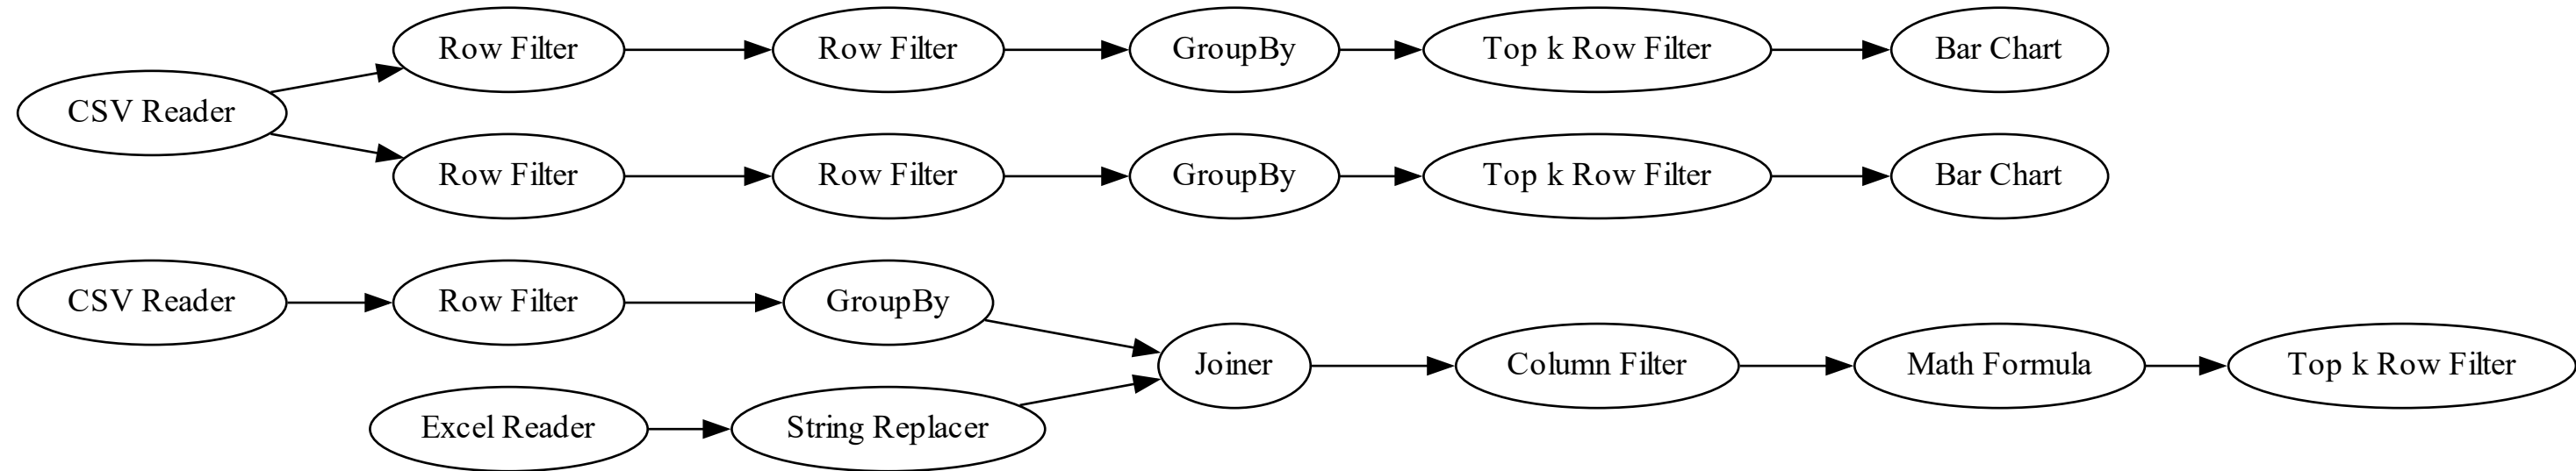 Row Filter
Row Filter
GroupBy
Top k Row Filter
Bar Chart
CSV Reader
Row Filter
Row Filter
GroupBy
Top k Row Filter
Bar Chart
CSV Reader
Row Filter
GroupBy
Joiner
Column Filter
Math Formula
Top k Row Filter
Excel Reader
String Replacer